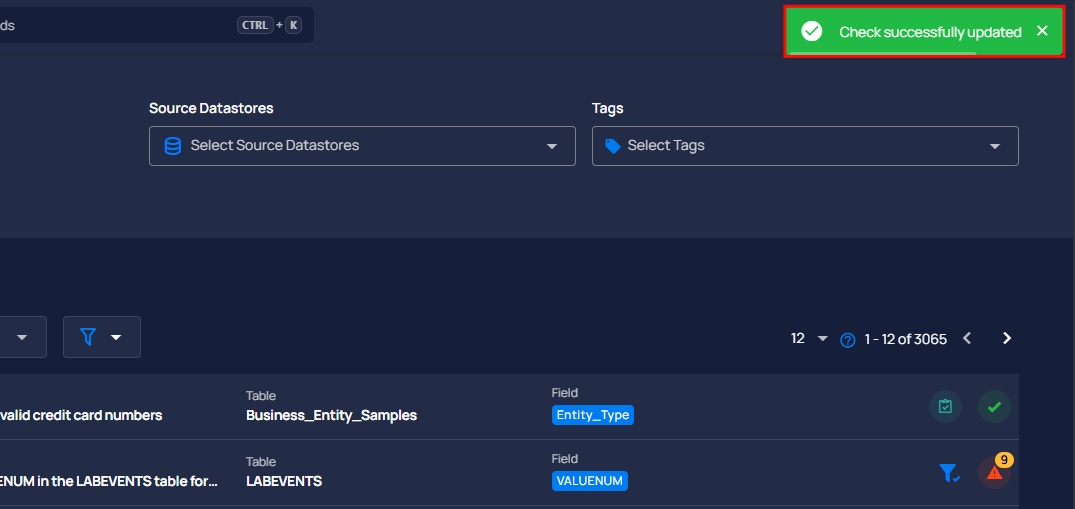 ds
CTRL + K
Check successfully updated
Source Datastores
Tags
Select Source Datastores
Select Tags
12
1 - 12 of 3065
valid credit card numbers
Table
Business_Entity_Samples
Field
Entity_Type
ENUM in the LABEVENTS table for...
Table
LABEVENTS
Field
VALUENUM
9